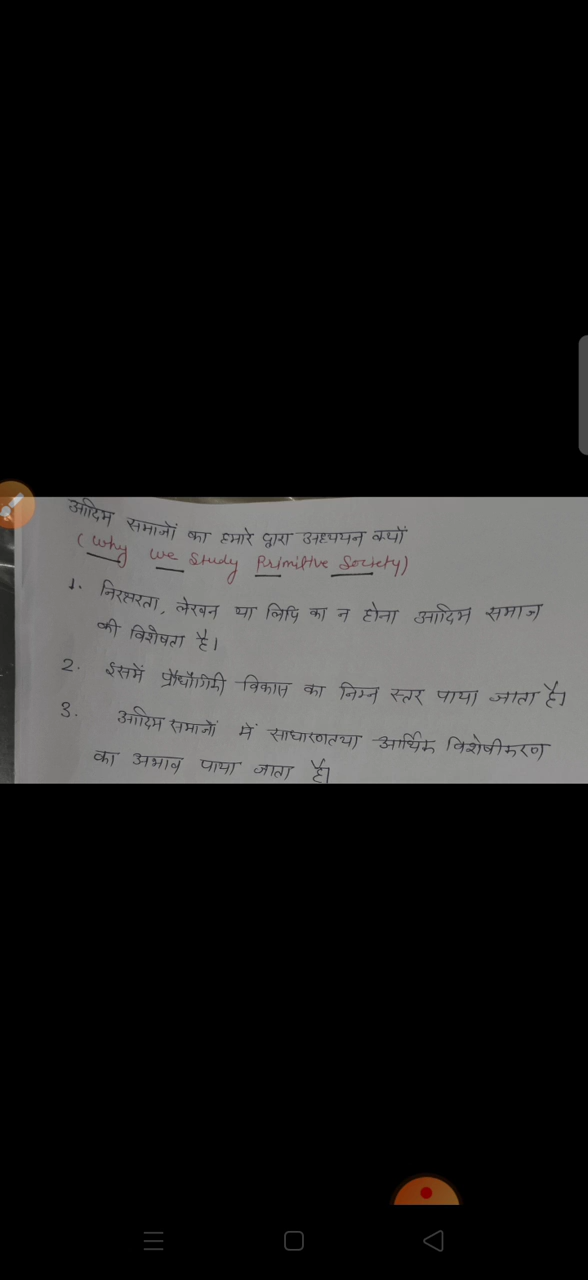 आदिम समाजों का हमारे द्वारा अध्ययन क्यों
(Why we Study Primitive Society)
1. निरक्षरता, लेखन या लिपि का न होना आदिम समाज
की विशेषता है।
2. इसमें प्रौद्योगिकी विकास का निम्न स्तर पाया जाता है।
3. आदिम समाजों में साधारणतया आर्थिक विशेषीकरण
का अभाव पाया जाता है।